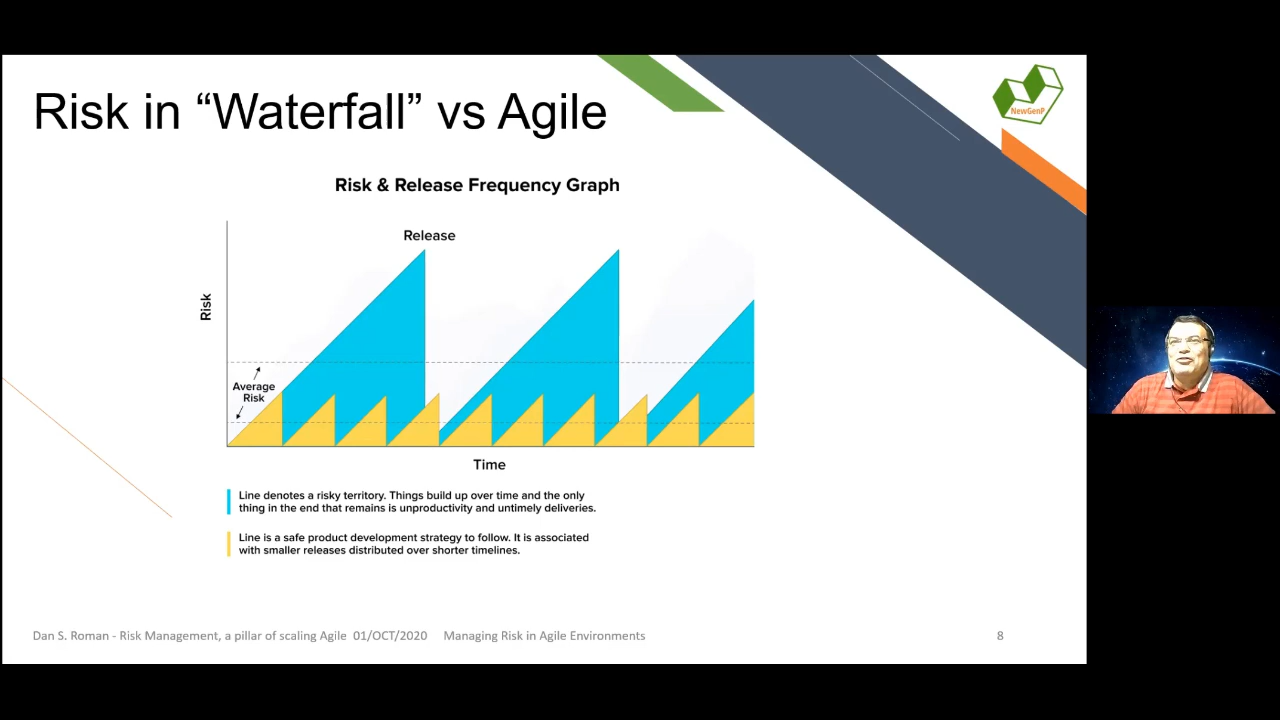 Risk in “Waterfall” vs Agile
NewGenP
Risk & Release Frequency Graph
Release
Risk
Average
Risk
Time
Line denotes a risky territory. Things build up over time and the only
thing in the end that remains is unproductivity and untimely deliveries.
Line is a safe product development strategy to follow. It is associated
with smaller releases distributed over shorter timelines.
Dan S. Roman - Risk Management, a pillar of scaling Agile 01/OCT/2020 Managing Risk in Agile Environments 8